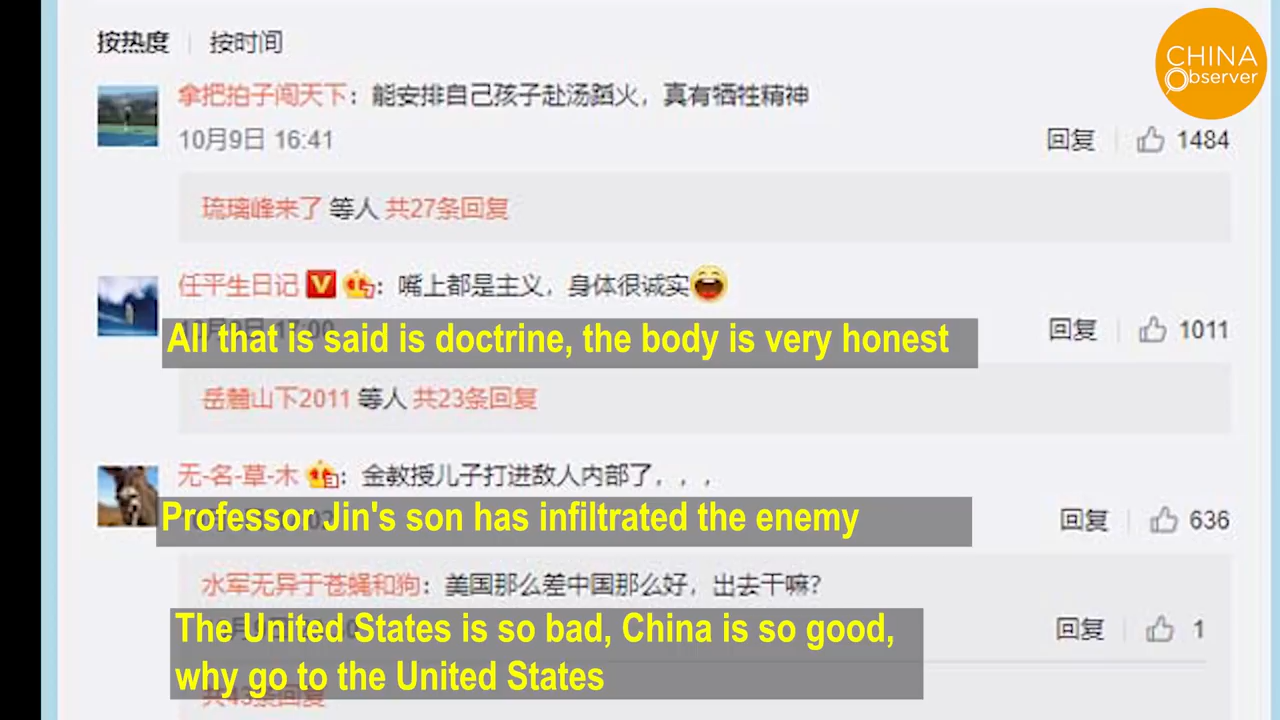 按热度 按时间
CHINA Observer
拿把拍子闯天下：能安排自己孩子赴汤蹈火，真有牺牲精神
10月9日 16:41 回复 1484
琉璃峰来了 等人 共27条回复
任平生日记 V ：嘴上都是主义，身体很诚实
回复 1011
All that is said is doctrine, the body is very honest
岳麓山下2011 等人 共23条回复
无-名-草-木 ：金教授儿子打进敌人内部了，，，
Professor Jin's son has infiltrated the enemy
回复 636
水军无异于苍蝇和狗：美国那么差中国那么好，出去干嘛？
The United States is so bad, China is so good,
回复 1
why go to the United States
共43条回复